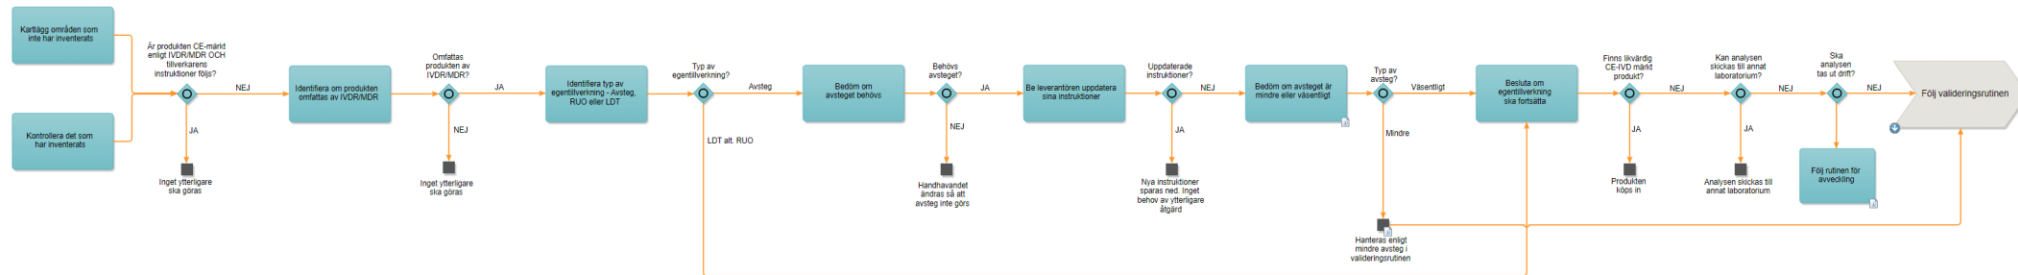 Kartlägg områden som
inte har inventerats
Kontrollera det som
har inventerats
Är produkten CE-märkt
enligt IVDR/MDR OCH
tillverkarens
instruktioner följs?
NEJ
JA
Inget ytterligare
ska göras
Identifiera om produkten
omfattas av IVDR/MDR
Omfattas
produkten av
IVDR/MDR?
JA
NEJ
Inget ytterligare
ska göras
Identifiera typ av
egentillverkning - Avsteg,
RUO eller LDT
Typ av
egentillverkning?
Avsteg
LDT alt. RUO
Bedöm om
avsteget behövs
Behövs
avsteget?
JA
NEJ
Handhavandet
ändras så att
avsteg inte görs
Be leverantören uppdatera
sina instruktioner
Uppdaterade
instruktioner?
NEJ
JA
Nya instruktioner
sparas ned. Inget
behov av ytterligare
åtgärd
Bedöm om avsteget är
mindre eller väsentligt
Typ av
avsteg?
Väsentligt
Mindre
Hanteras enligt
mindre avsteg i
valideringsrutinen
Besluta om
egentillverkning
ska fortsätta
Finns likvärdig
CE-IVD märkt
produkt?
NEJ
JA
Produkten
köps in
Kan analysen
skickas till annat
laboratorium?
NEJ
JA
Analysen skickas till
annat laboratorium
Ska
analysen
tas ut drift?
NEJ
JA
Följ rutinen för
avveckling
Följ valideringsrutinen